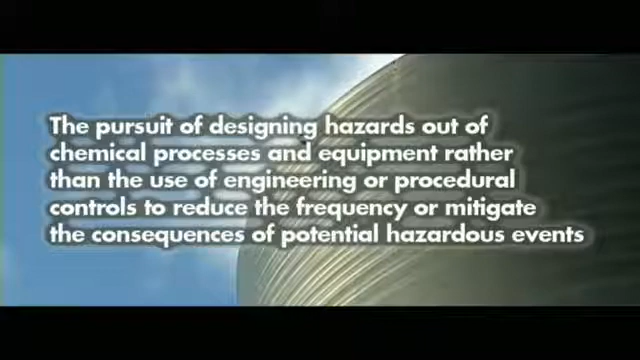 The pursuit of designing hazards out of
chemical processes and equipment rather
than the use of engineering or procedural
controls to reduce the frequency or mitigate
the consequences of potential hazardous events